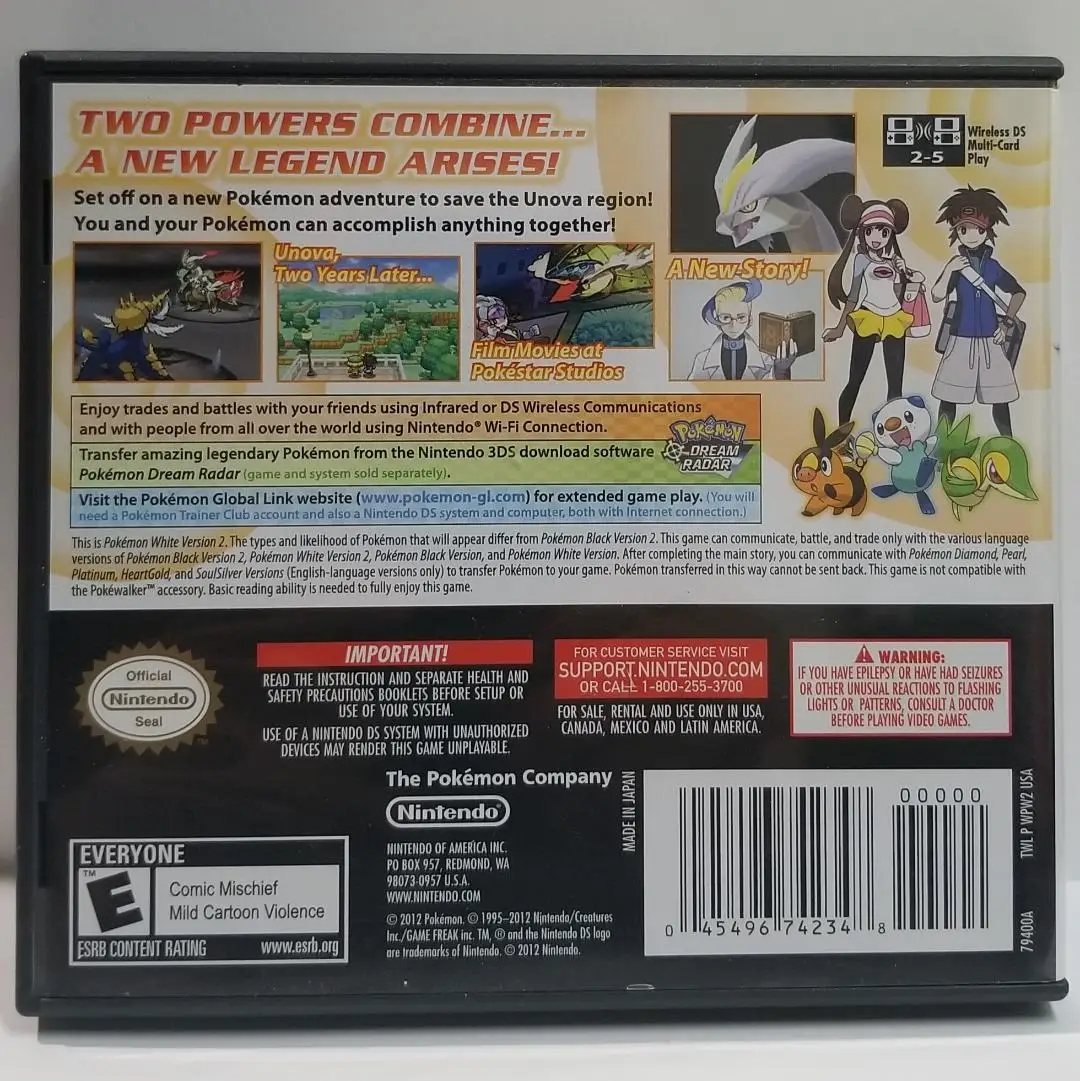 TWO POWERS COMBINE...
A NEW LEGEND ARISES!
Set off on a new Pokémon adventure to save the Unova region!
You and your Pokémon can accomplish anything together!
2-5
Wireless DS
Multi-Card
Play
Unova,
Two Years Later...
Film Movies at
Pokéstar Studios
A New Story!
Enjoy trades and battles with your friends using Infrared or DS Wireless Communications
and with people from all over the world using Nintendo® Wi-Fi Connection.
Transfer amazing legendary Pokémon from the Nintendo 3DS download software
Pokémon Dream Radar (game and system sold separately).
POKéMON
DREAM
RADAR
Visit the Pokémon Global Link website (www.pokemon-gl.com) for extended game play. (You will
need a Pokémon Trainer Club account and also a Nintendo DS system and computer, both with Internet connection.)
This is Pokémon White Version 2. The types and likelihood of Pokémon that will appear differ from Pokémon Black Version 2. This game can communicate, battle, and trade only with the various language
versions of Pokémon Black Version 2, Pokémon White Version 2, Pokémon Black Version, and Pokémon White Version. After completing the main story, you can communicate with Pokémon Diamond, Pearl,
Platinum, HeartGold, and SoulSilver Versions (English-language versions only) to transfer Pokémon to your game. Pokémon transferred in this way cannot be sent back. This game is not compatible with
the Pokéwalker™ accessory. Basic reading ability is needed to fully enjoy this game.
Official
Nintendo
Seal
IMPORTANT!
READ THE INSTRUCTION AND SEPARATE HEALTH AND
SAFETY PRECAUTIONS BOOKLETS BEFORE SETUP OR
USE OF YOUR SYSTEM.
USE OF A NINTENDO DS SYSTEM WITH UNAUTHORIZED
DEVICES MAY RENDER THIS GAME UNPLAYABLE.
FOR CUSTOMER SERVICE VISIT
SUPPORT.NINTENDO.COM
OR CALL 1-800-255-3700
FOR SALE, RENTAL AND USE ONLY IN USA,
CANADA, MEXICO AND LATIN AMERICA.
WARNING:
IF YOU HAVE EPILEPSY OR HAVE HAD SEIZURES
OR OTHER UNUSUAL REACTIONS TO FLASHING
LIGHTS OR PATTERNS, CONSULT A DOCTOR
BEFORE PLAYING VIDEO GAMES.
The Pokémon Company
Nintendo®
NINTENDO OF AMERICA INC.
PO BOX 957, REDMOND, WA
98073-0957 U.S.A.
WWW.NINTENDO.COM
© 2012 Pokémon. © 1995–2012 Nintendo/Creatures
Inc./GAME FREAK inc. TM, ® and the Nintendo DS logo
are trademarks of Nintendo. © 2012 Nintendo.
EVERYONE
TM
E
Comic Mischief
Mild Cartoon Violence
ESRB CONTENT RATING www.esrb.org
MADE IN JAPAN
00000
0 45496 74234 8
TWL P WPW2 USA
79400A